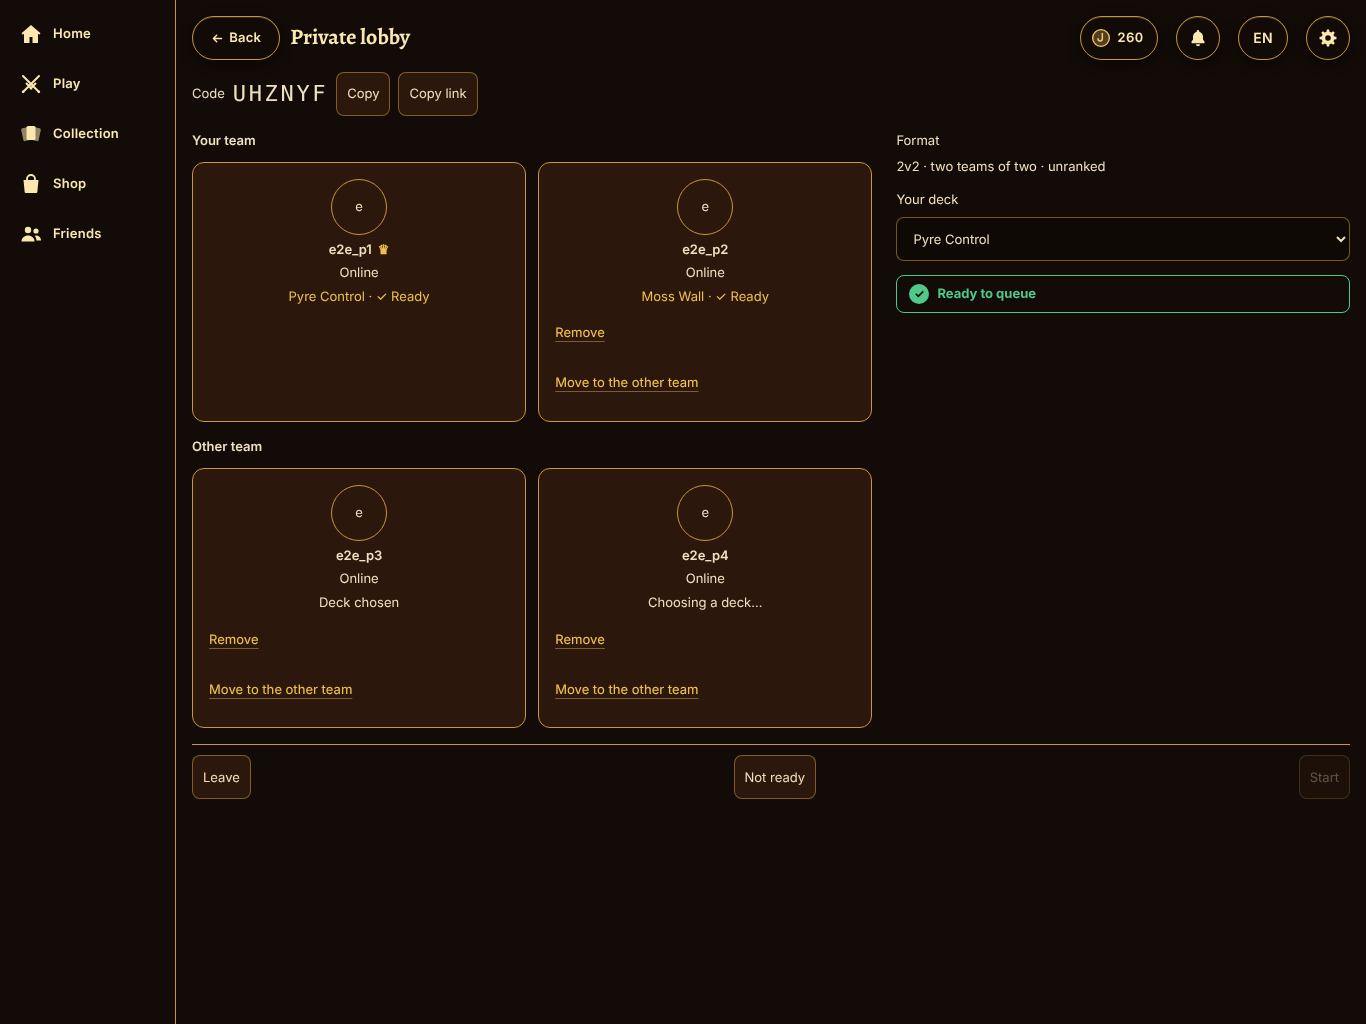 Home
Play
Collection
Shop
Friends
← Back
Private lobby
J 260
EN
Code UHZNYF Copy Copy link
Your team
e
e2e_p1 ♛
Online
Pyre Control · ✓ Ready
e
e2e_p2
Online
Moss Wall · ✓ Ready
Remove
Move to the other team
Other team
e
e2e_p3
Online
Deck chosen
Remove
Move to the other team
e
e2e_p4
Online
Choosing a deck…
Remove
Move to the other team
Format
2v2 · two teams of two · unranked
Your deck
Pyre Control
Ready to queue
Leave
Not ready
Start